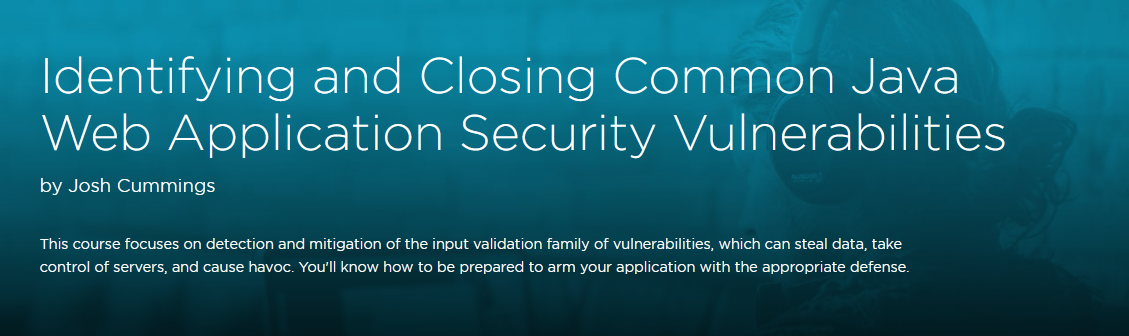 Identifying and Closing Common Java
Web Application Security Vulnerabilities
by Josh Cummings
This course focuses on detection and mitigation of the input validation family of vulnerabilities, which can steal data, take
control of servers, and cause havoc. You'll know how to be prepared to arm your application with the appropriate defense.